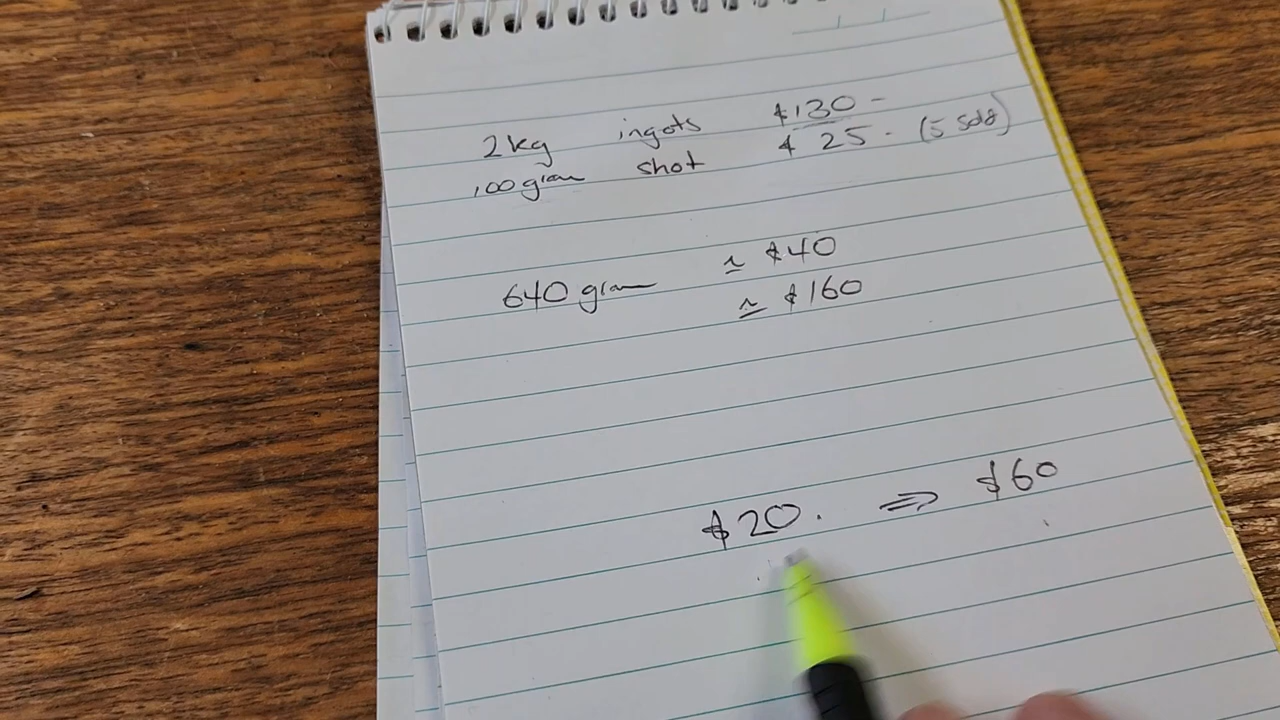 2kg ingots $130 -
100 gram shot $ 25 - (5 sold)
640 gram ≃ $40
≃ $160
$20. ⇒ $60